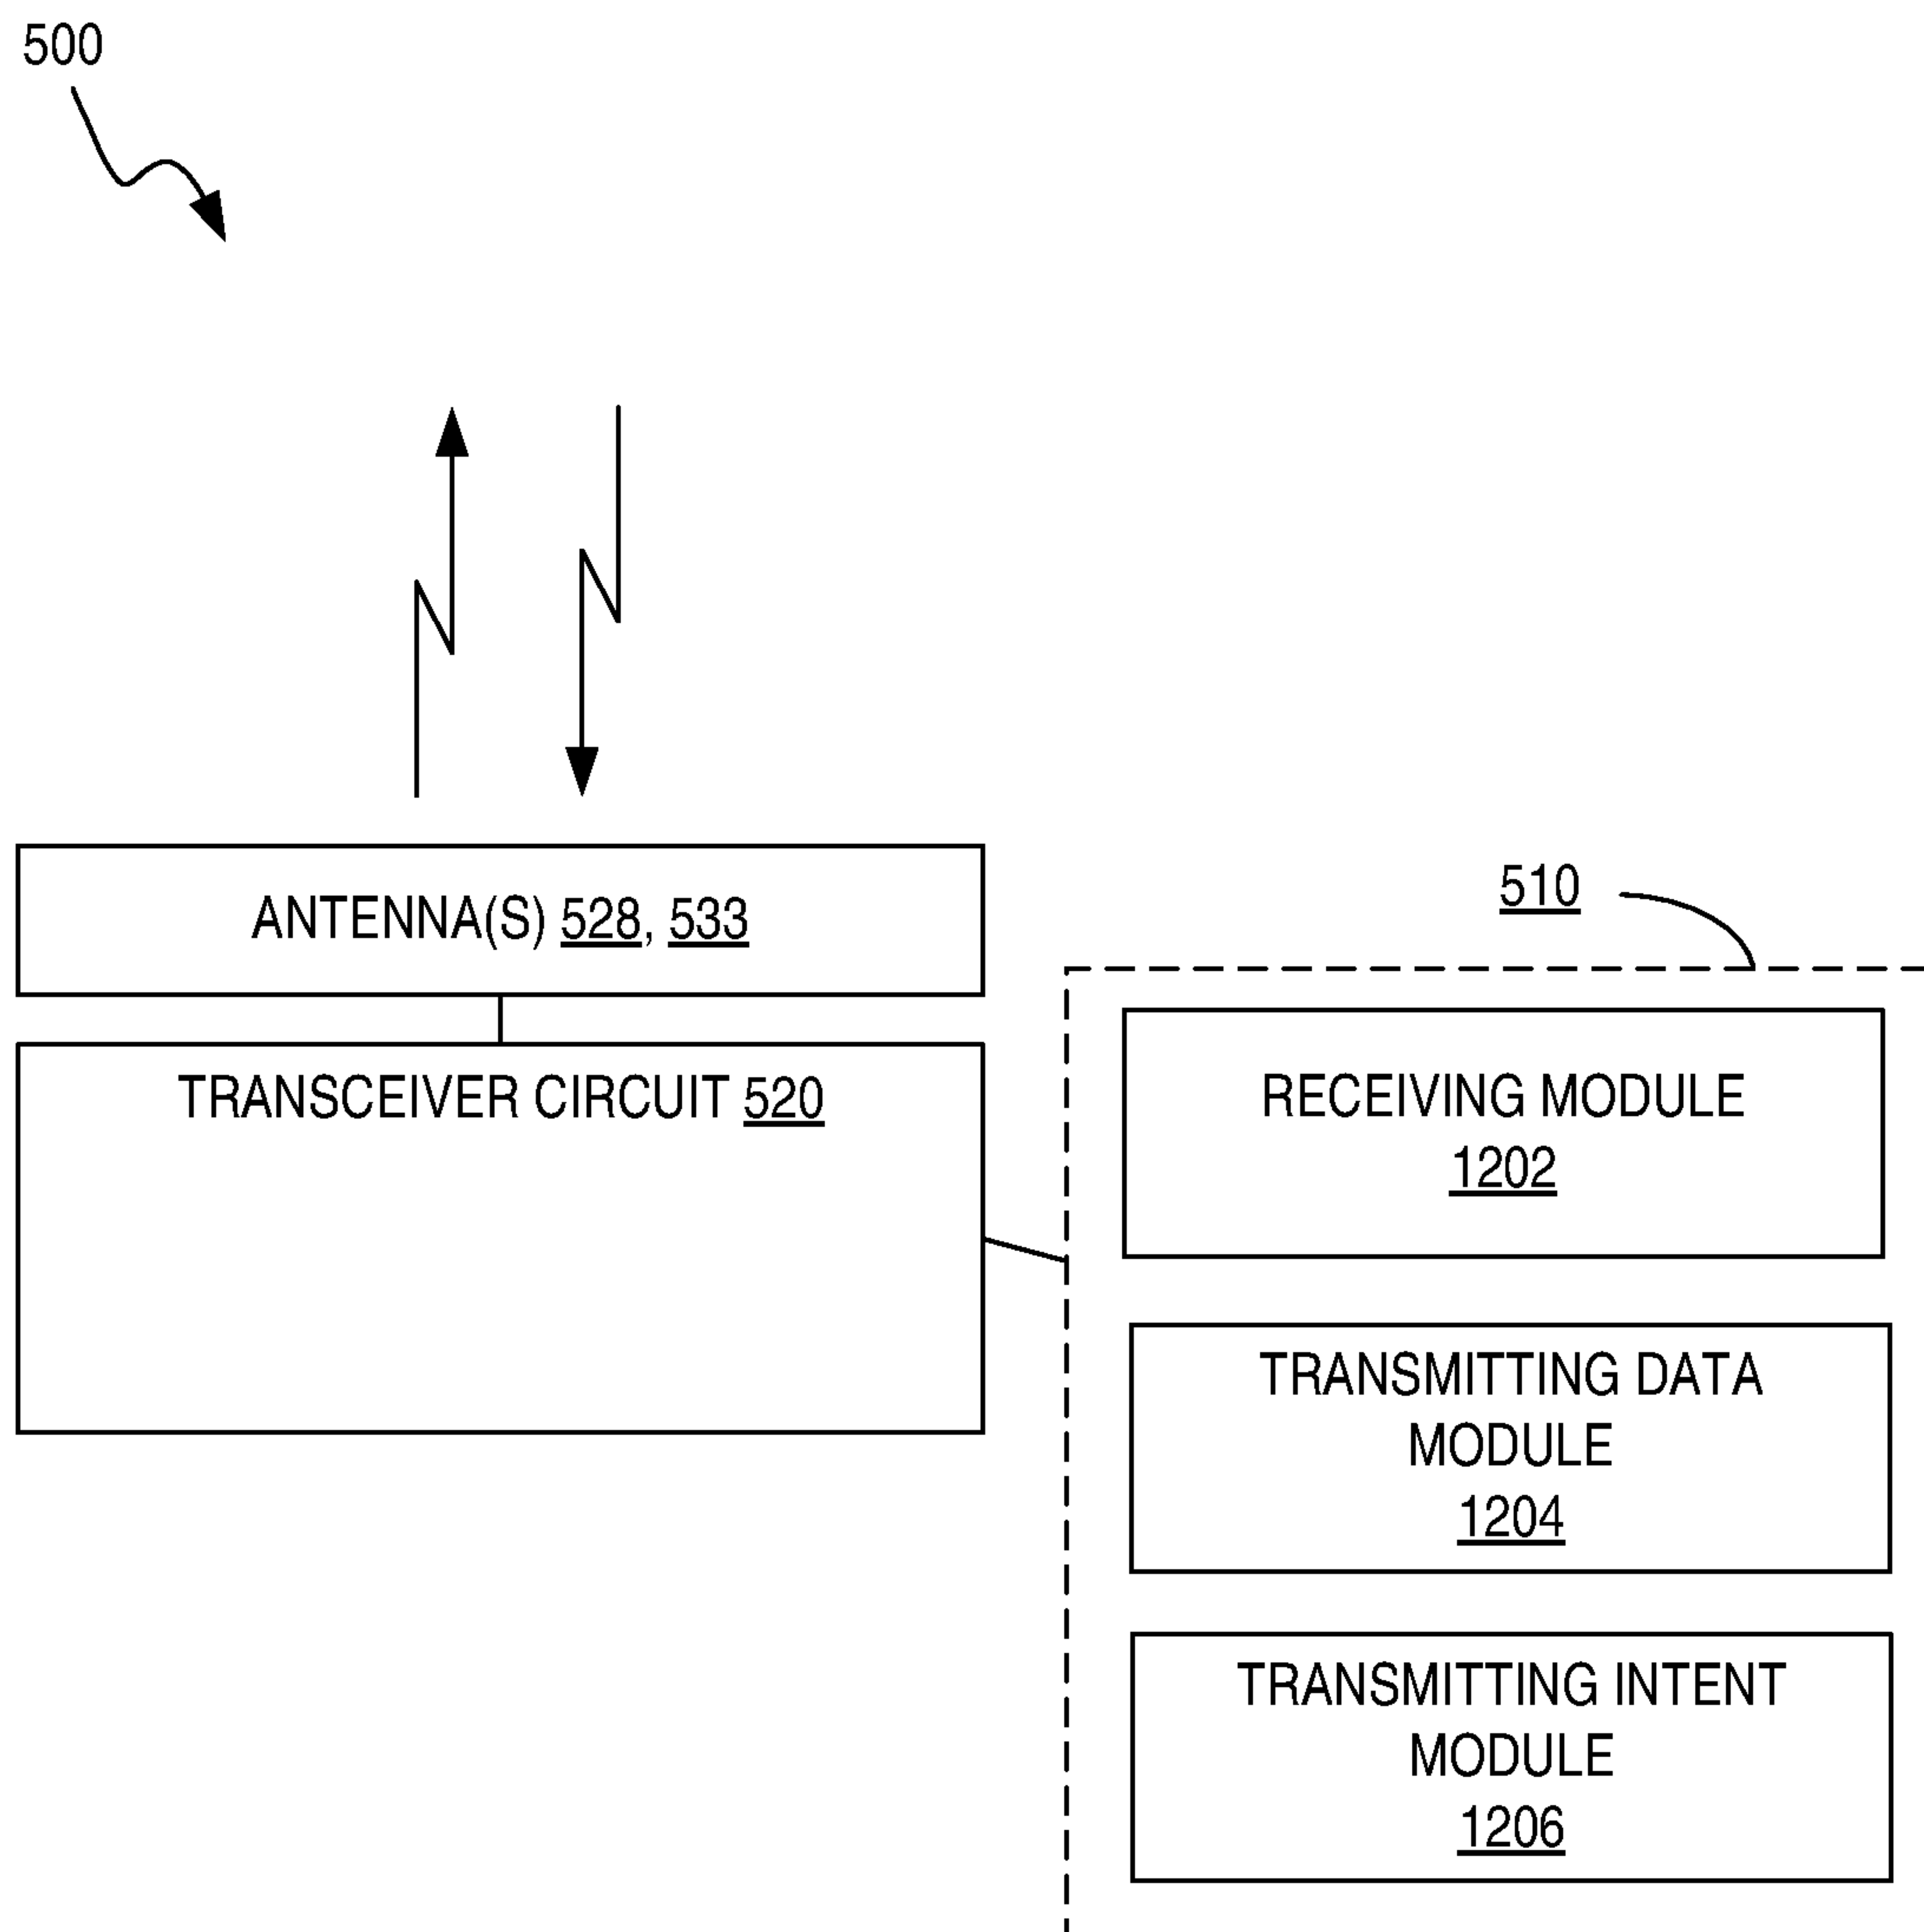 500
ANTENNA(S) 528, 533
510
TRANSCEIVER CIRCUIT 520
RECEIVING MODULE
1202
TRANSMITTING DATA
MODULE
1204
TRANSMITTING INTENT
MODULE
1206